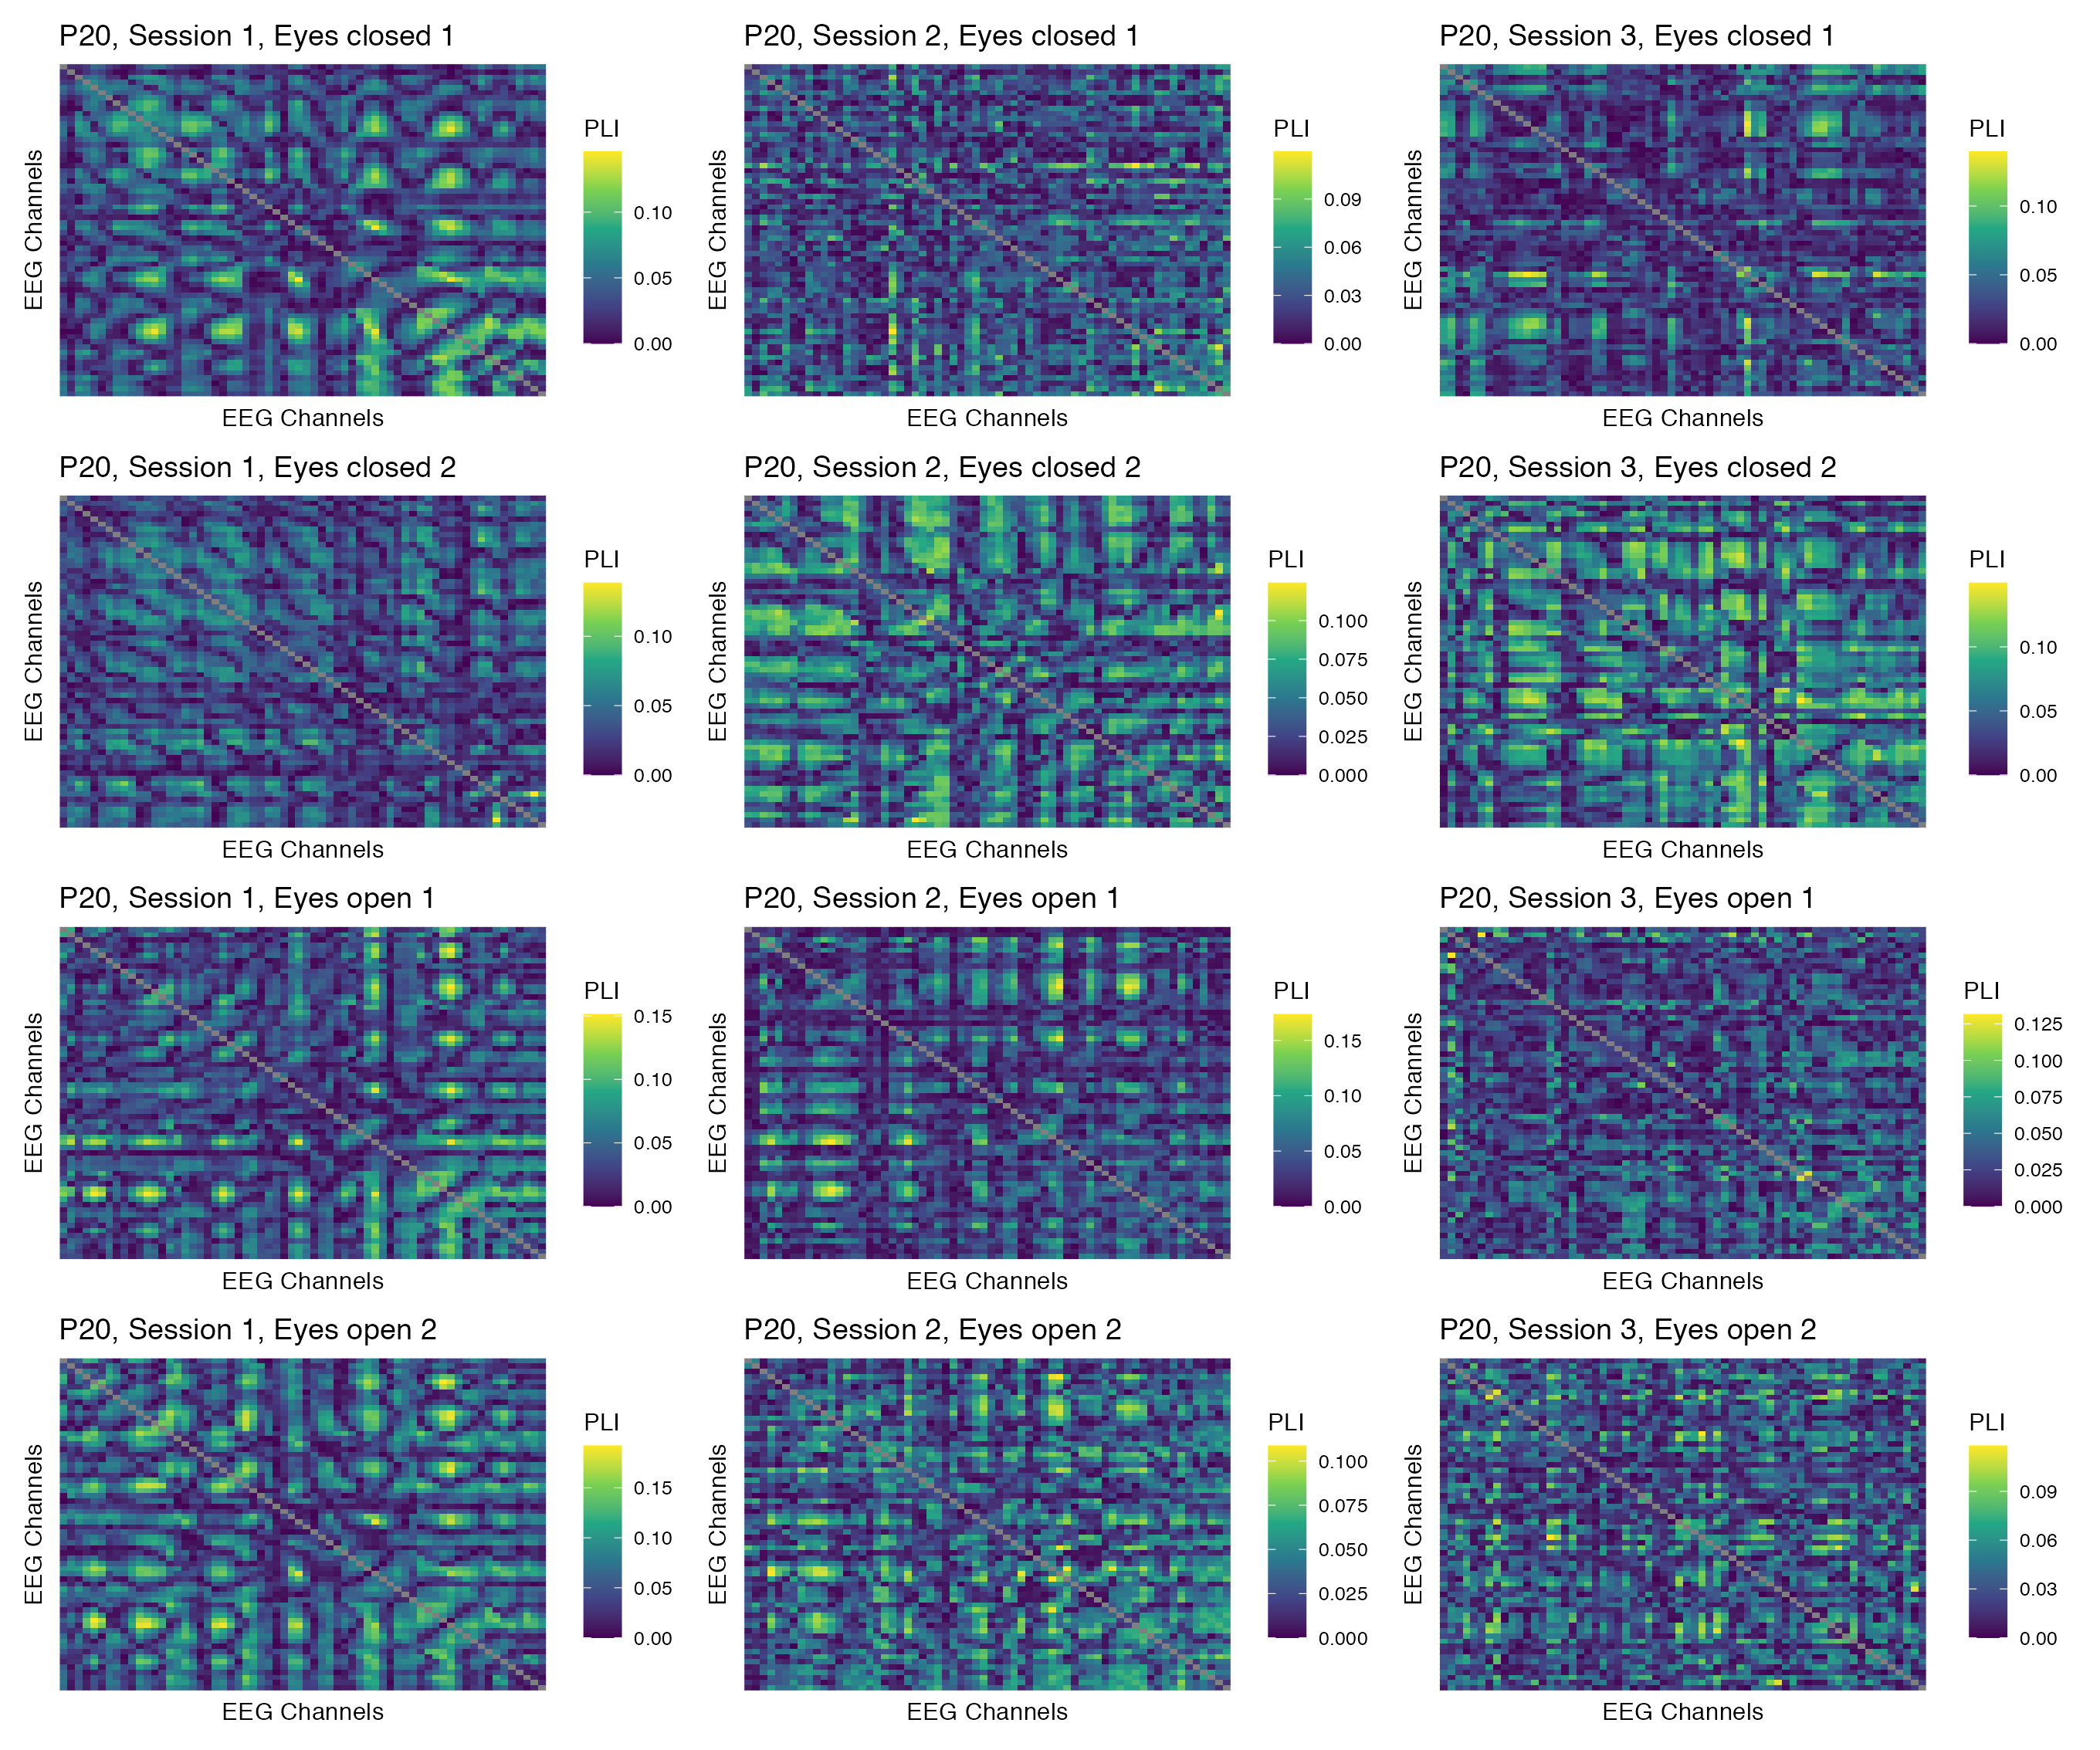 P20, Session 1, Eyes closed 1
P20, Session 2, Eyes closed 1
P20, Session 3, Eyes closed 1
EEG Channels
EEG Channels
PLI
0.10
0.05
0.00
EEG Channels
EEG Channels
PLI
0.09
0.06
0.03
0.00
EEG Channels
EEG Channels
PLI
0.10
0.05
0.00
P20, Session 1, Eyes closed 2
P20, Session 2, Eyes closed 2
P20, Session 3, Eyes closed 2
EEG Channels
EEG Channels
PLI
0.10
0.05
0.00
EEG Channels
EEG Channels
PLI
0.100
0.075
0.050
0.025
0.000
EEG Channels
EEG Channels
PLI
0.10
0.05
0.00
P20, Session 1, Eyes open 1
P20, Session 2, Eyes open 1
P20, Session 3, Eyes open 1
EEG Channels
EEG Channels
PLI
0.15
0.10
0.05
0.00
EEG Channels
EEG Channels
PLI
0.15
0.10
0.05
0.00
EEG Channels
EEG Channels
PLI
0.125
0.100
0.075
0.050
0.025
0.000
P20, Session 1, Eyes open 2
P20, Session 2, Eyes open 2
P20, Session 3, Eyes open 2
EEG Channels
EEG Channels
PLI
0.15
0.10
0.05
0.00
EEG Channels
EEG Channels
PLI
0.100
0.075
0.050
0.025
0.000
EEG Channels
EEG Channels
PLI
0.09
0.06
0.03
0.00